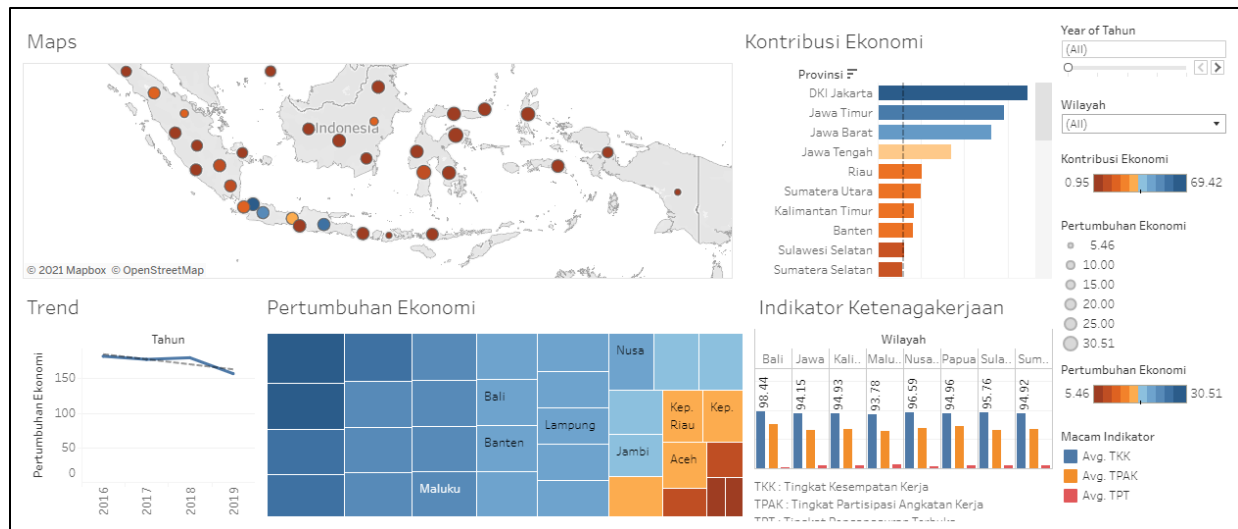 Maps
Indonesia
© 2021 Mapbox © OpenStreetMap
Kontribusi Ekonomi
Provinsi
DKI Jakarta
Jawa Timur
Jawa Barat
Jawa Tengah
Riau
Sumatera Utara
Kalimantan Timur
Banten
Sulawesi Selatan
Sumatera Selatan
Year of Tahun
(All)
Wilayah
(All)
Kontribusi Ekonomi
0.95 69.42
Pertumbuhan Ekonomi
5.46
10.00
15.00
20.00
25.00
30.51
Pertumbuhan Ekonomi
5.46 30.51
Macam Indikator
Avg. TKK
Avg. TPAK
Avg. TPT
Trend
Tahun
Pertumbuhan Ekonomi
150
100
50
0
2016 2017 2018 2019
Pertumbuhan Ekonomi
Maluku
Bali
Banten
Lampung
Nusa
Jambi
Kep.
Riau
Kep.
Aceh
Indikator Ketenagakerjaan
Wilayah
Bali Jawa Kali.. Malu.. Nusa.. Papua Sula.. Sum..
98.44 94.15 94.93 93.78 96.59 94.96 95.76 94.92
TKK : Tingkat Kesempatan Kerja
TPAK : Tingkat Partisipasi Angkatan Kerja
TPT : Tingkat Pengangguran Terbuka